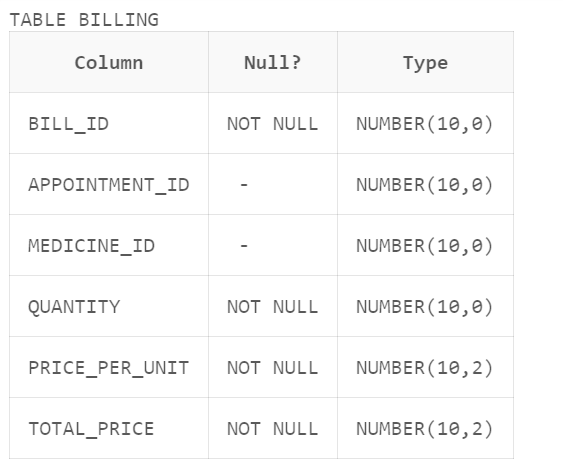 TABLE BILLING
Column Null? Type
BILL_ID NOT NULL NUMBER(10,0)
APPOINTMENT_ID - NUMBER(10,0)
MEDICINE_ID - NUMBER(10,0)
QUANTITY NOT NULL NUMBER(10,0)
PRICE_PER_UNIT NOT NULL NUMBER(10,2)
TOTAL_PRICE NOT NULL NUMBER(10,2)